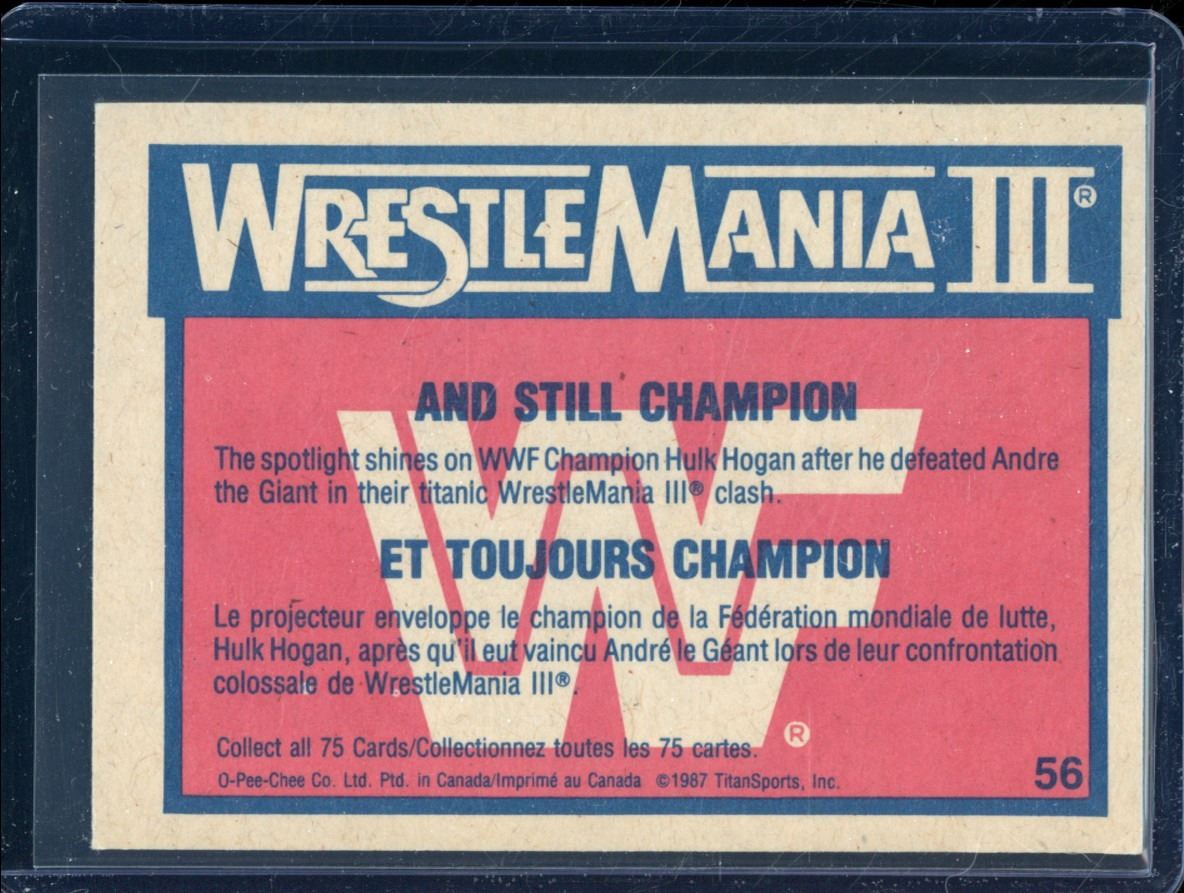 WRESTLEMANIA III®
AND STILL CHAMPION
The spotlight shines on WWF Champion Hulk Hogan after he defeated Andre
the Giant in their titanic WrestleMania III® clash.
ET TOUJOURS CHAMPION
Le projecteur enveloppe le champion de la Fédération mondiale de lutte,
Hulk Hogan, après qu'il eut vaincu André le Géant lors de leur confrontation
colossale de WrestleMania III®.
Collect all 75 Cards/Collectionnez toutes les 75 cartes.
O-Pee-Chee Co. Ltd. Ptd. in Canada/Imprimé au Canada ©1987 TitanSports, Inc.
56
WF
®